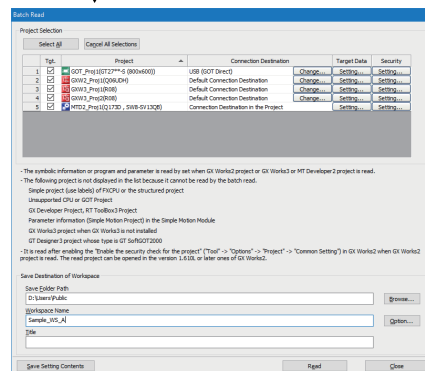 Batch Read
Project Selection
Select All Cancel All Selections
Tgt. Project Connection Destination Target Data Security
1 GOT_Proj1(GT27**-S (800x600)) USB (GOT Direct) Change... Setting... Setting...
2 GXW2_Proj1(Q06UDH) Default Connection Destination Change... Setting... Setting...
3 GXW3_Proj1(R08) Default Connection Destination Change... Setting... Setting...
4 GXW3_Proj2(R08) Default Connection Destination Change... Setting... Setting...
5 MTD2_Proj1(Q173D , SW8-SV13QB) Connection Destination in the Project Setting... Setting...
- The symbolic information or program and parameter is read by set when GX Works2 project or GX Works3 or MT Developer2 project is read.
- The following project is not displayed in the list because it cannot be read by the batch read.
Simple project (use labels) of FXCPU or the structured project
Unsupported CPU or GOT Project
GX Developer Project, RT ToolBox3 Project
Parameter information (Simple Motion Project) in the Simple Motion Module
GX Works3 project when GX Works3 is not installed
GT Designer3 project whose type is GT SoftGOT2000
- It is read after enabling the "Enable the security check for the project" ("Tool" -> "Options" -> "Project" -> "Common Setting") in GX Works2 when GX Works2
project is read. The read project can be opened in the version 1.610L or later ones of GX Works2.
Save Destination of Workspace
Save Folder Path
D:\Users\Public Browse...
Workspace Name
Sample_WS_A Option...
Title
Save Setting Contents Read Close